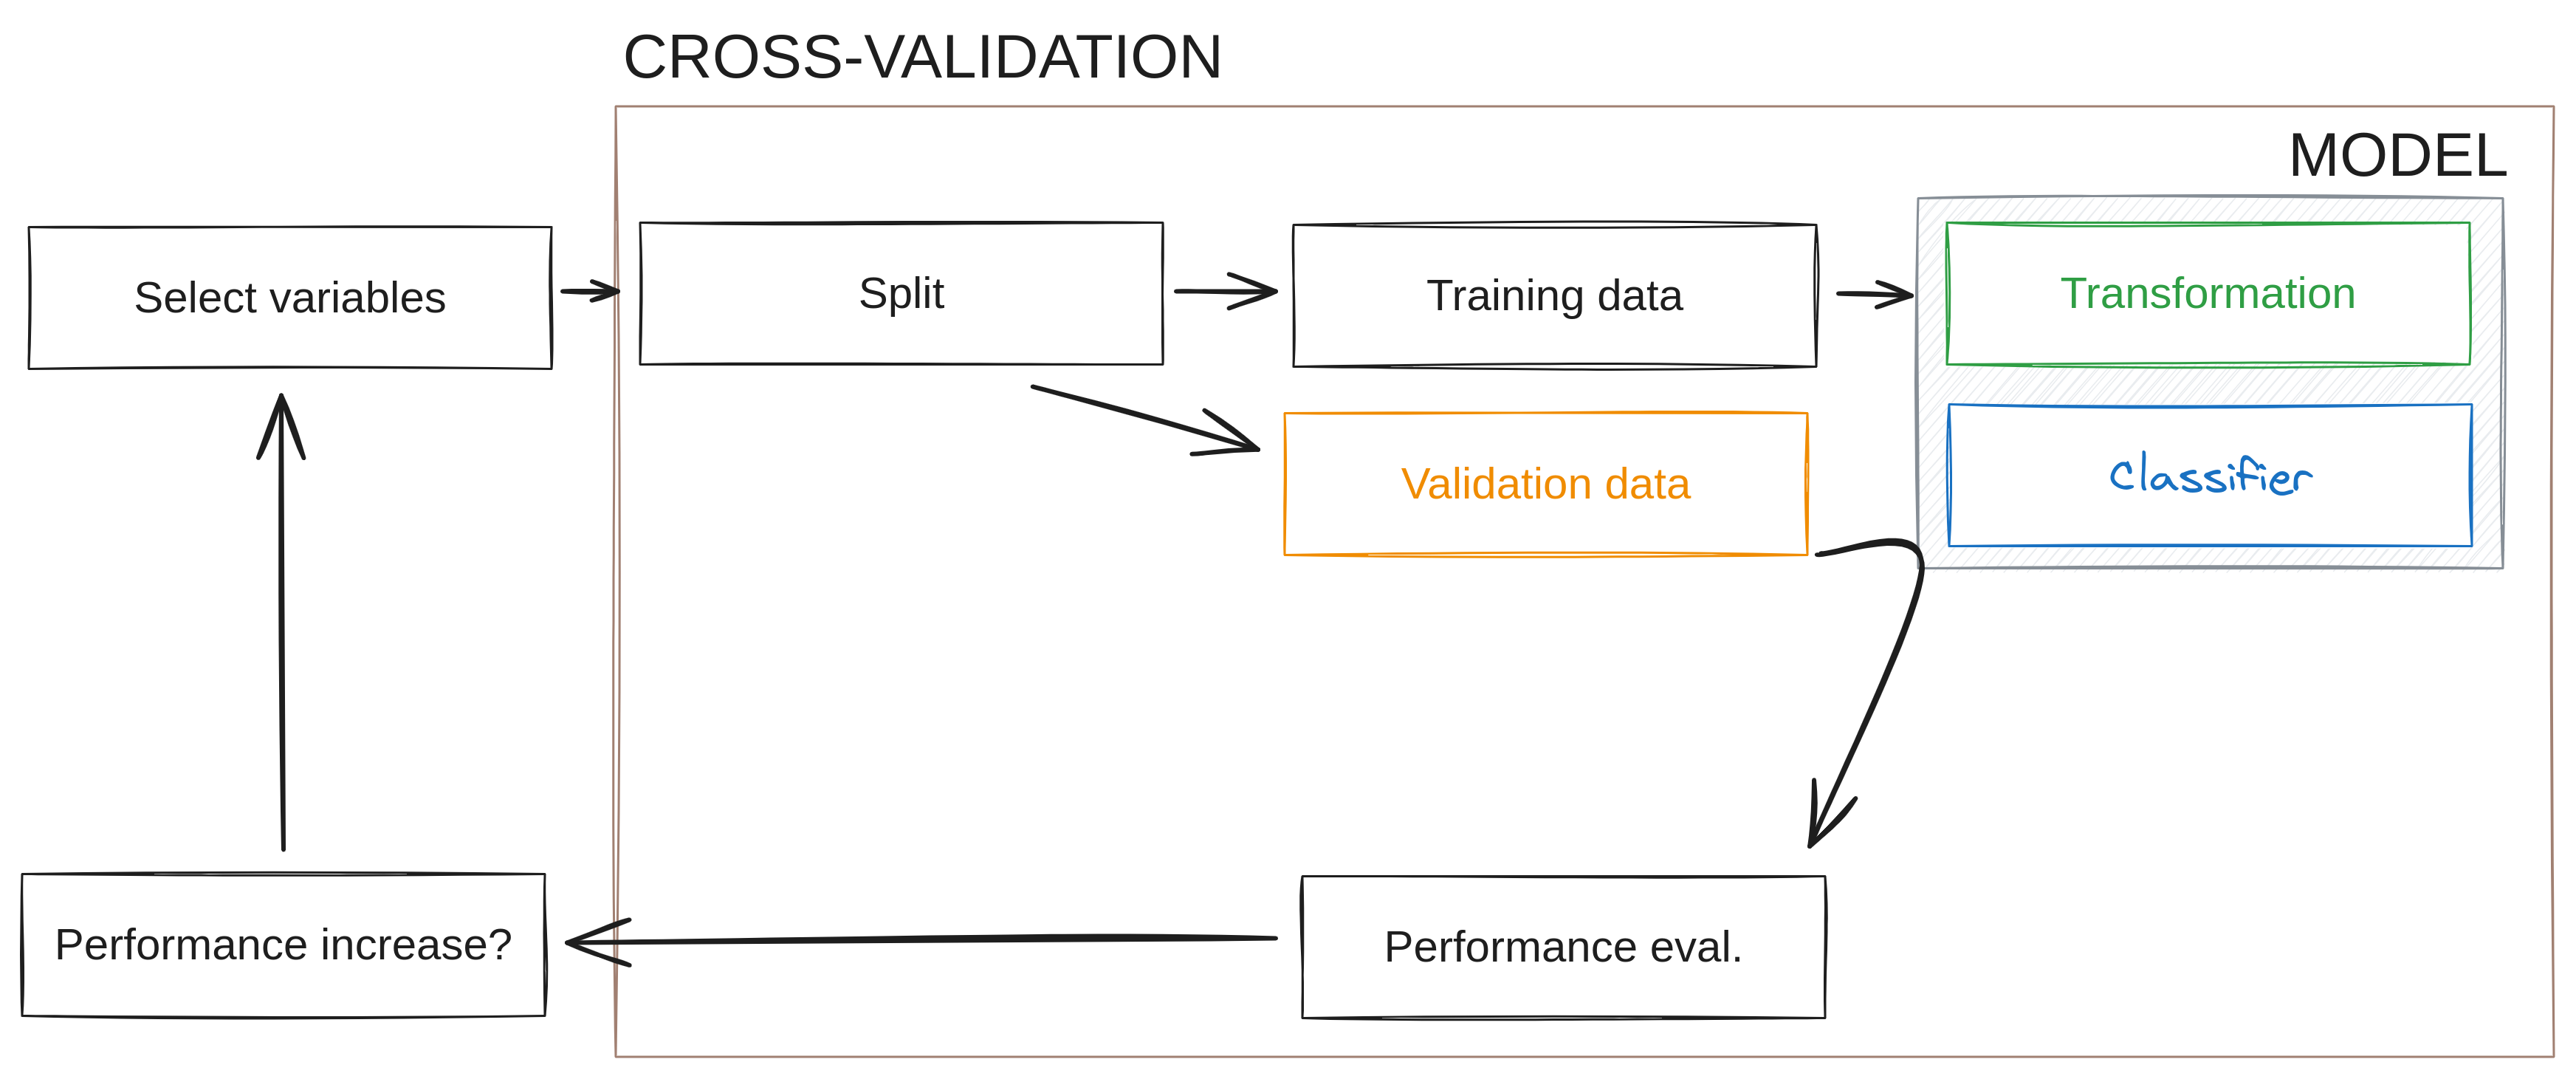 CROSS-VALIDATION
MODEL
Select variables
Split
Training data
Transformation
Validation data
Classifier
Performance increase?
Performance eval.